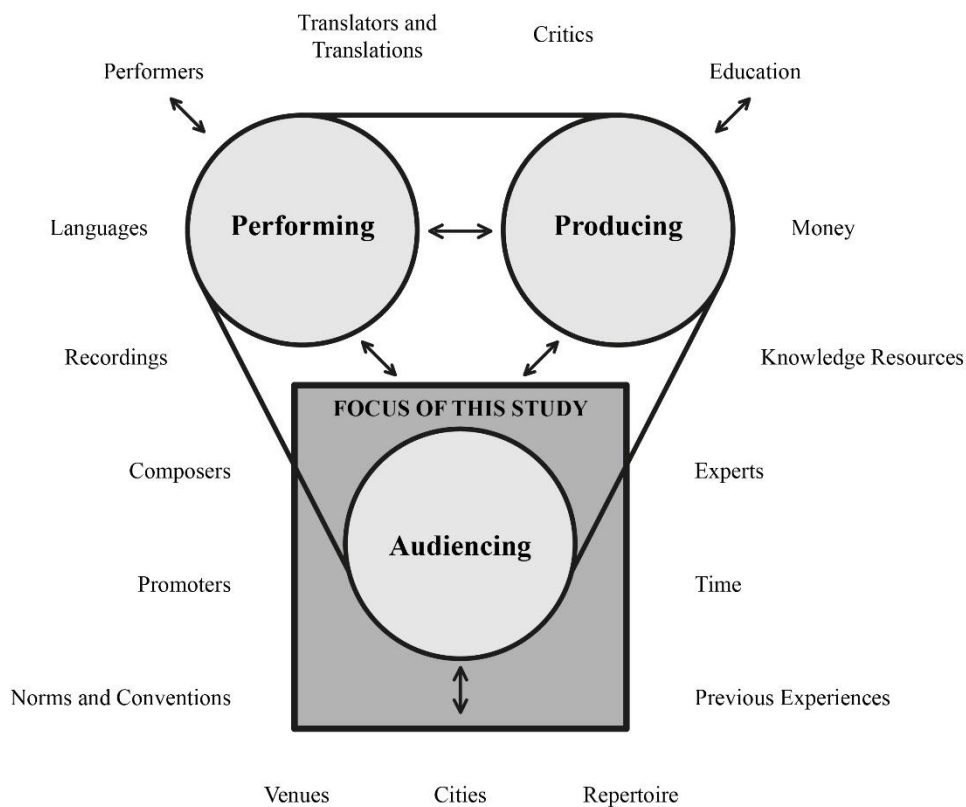 Translators and
Translations
Critics
Performers
Education
Performing
Producing
Languages
Money
Recordings
Knowledge Resources
FOCUS OF THIS STUDY
Composers
Experts
Audiencing
Promoters
Time
Norms and Conventions
Previous Experiences
Venues
Cities
Repertoire